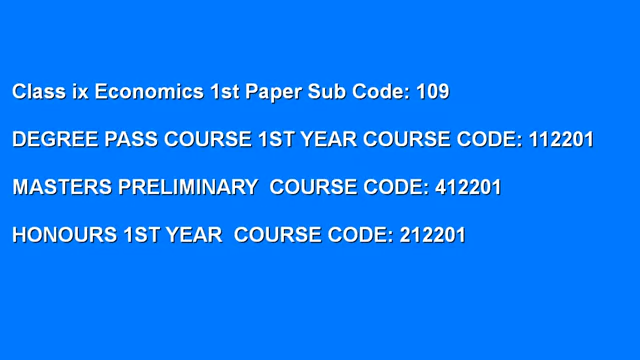 Class ix Economics 1st Paper Sub Code: 109
DEGREE PASS COURSE 1ST YEAR COURSE CODE: 112201
MASTERS PRELIMINARY  COURSE CODE: 412201
HONOURS 1ST YEAR  COURSE CODE: 212201